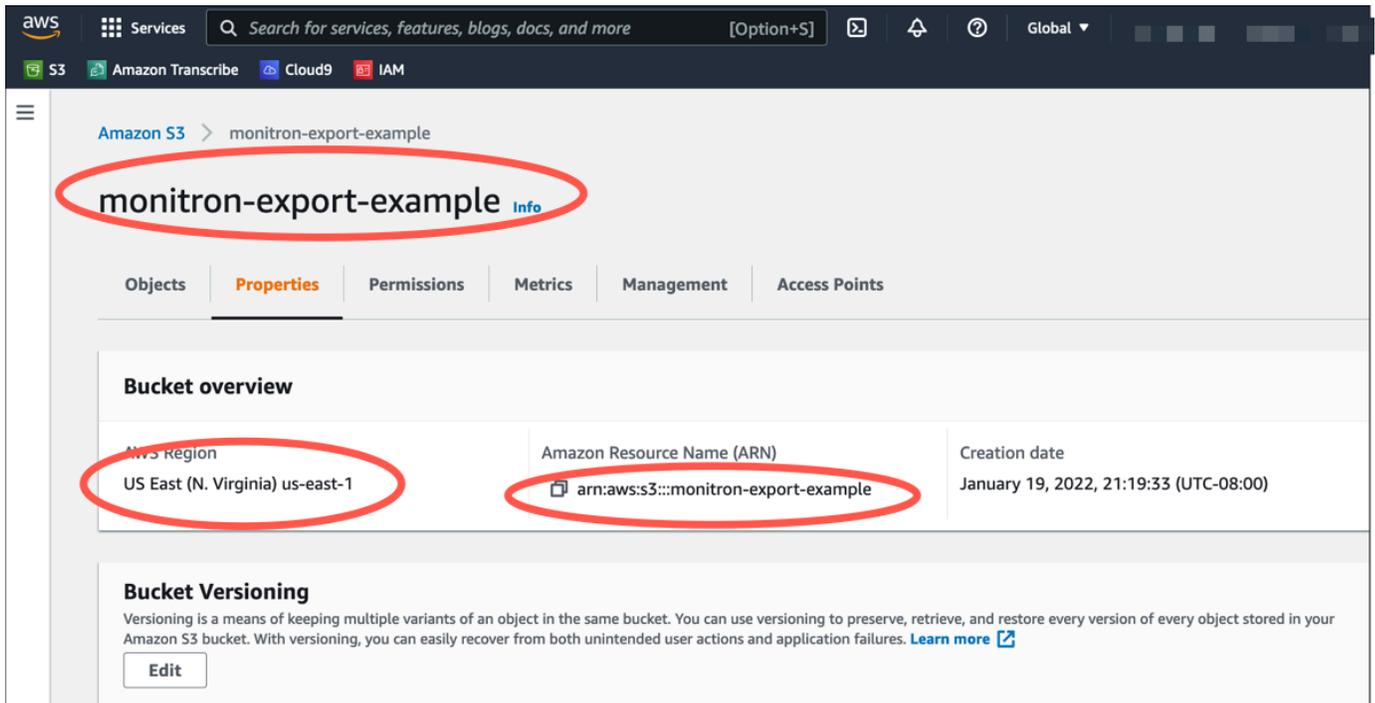 aws Services Search for services, features, blogs, docs, and more [Option+S] Global
S3 Amazon Transcribe Cloud9 IAM
Amazon S3 monitron-export-example
monitron-export-example Info
Objects Properties Permissions Metrics Management Access Points
Bucket overview
AWS Region Amazon Resource Name (ARN) Creation date
US East (N. Virginia) us-east-1 arn:aws:s3:::monitron-export-example January 19, 2022, 21:19:33 (UTC-08:00)
Bucket Versioning
Versioning is a means of keeping multiple variants of an object in the same bucket. You can use versioning to preserve, retrieve, and restore every version of every object stored in your
Amazon S3 bucket. With versioning, you can easily recover from both unintended user actions and application failures. Learn more
Edit